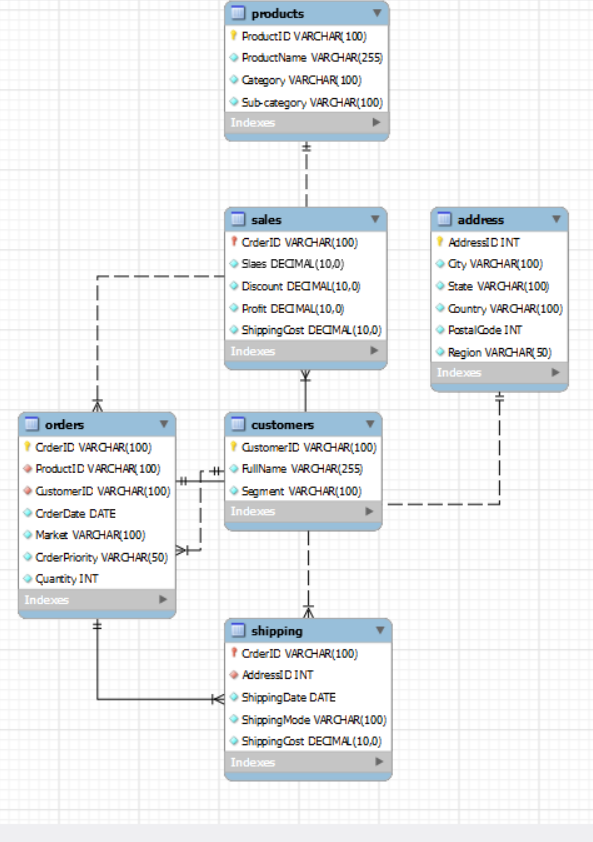 products
ProductID VARCHAR(100)
ProductName VARCHAR(255)
Category VARCHAR(100)
Sub-category VARCHAR(100)
Indexes
sales
OrderID VARCHAR(100)
Slaes DECIMAL(10,0)
Discount DECIMAL(10,0)
Profit DECIMAL(10,0)
ShippingCost DECIMAL(10,0)
Indexes
address
AddressID INT
City VARCHAR(100)
State VARCHAR(100)
Country VARCHAR(100)
PostalCode INT
Region VARCHAR(50)
Indexes
orders
OrderID VARCHAR(100)
ProductID VARCHAR(100)
CustomerID VARCHAR(100)
OrderDate DATE
Market VARCHAR(100)
OrderPriority VARCHAR(50)
Quantity INT
Indexes
customers
CustomerID VARCHAR(100)
FullName VARCHAR(255)
Segment VARCHAR(100)
Indexes
shipping
OrderID VARCHAR(100)
AddressID INT
ShippingDate DATE
ShippingMode VARCHAR(100)
ShippingCost DECIMAL(10,0)
Indexes